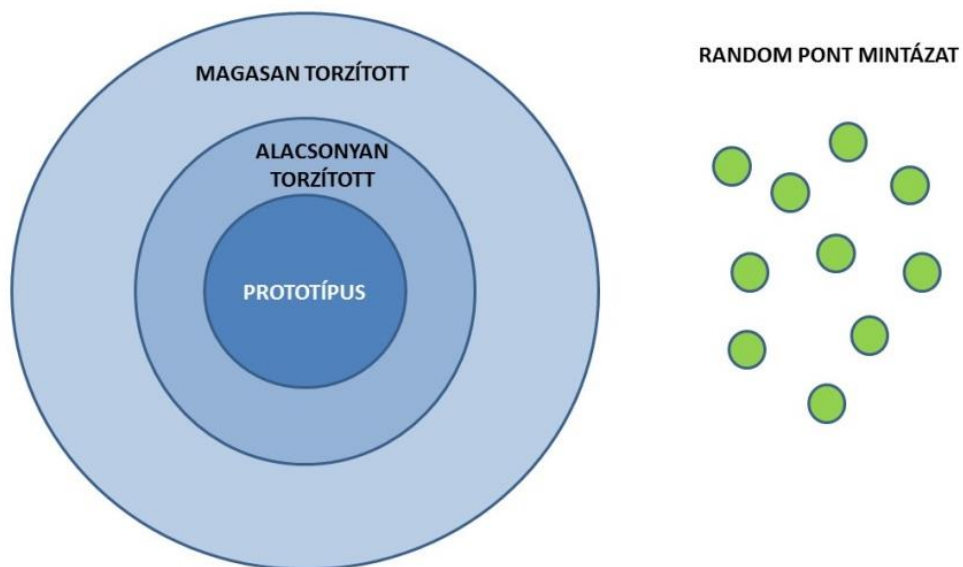 MAGASAN TORZÍTOTT
ALACSONYAN
TORZÍTOTT
PROTOTÍPUS
RANDOM PONT MINTÁZAT